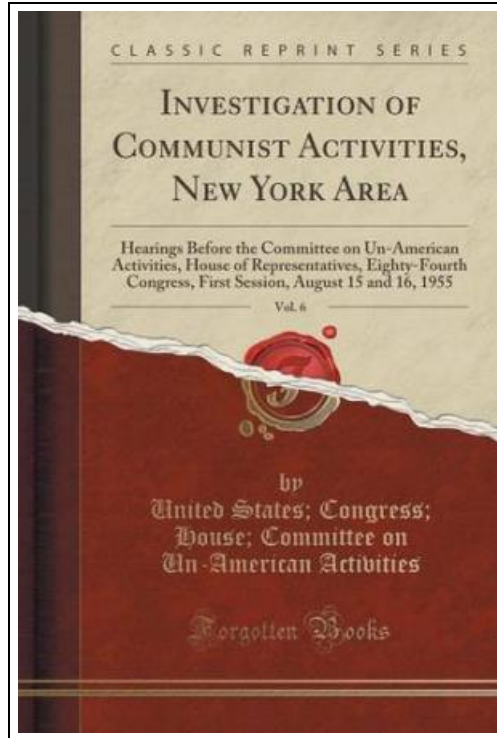 CLASSIC REPRINT SERIES
INVESTIGATION OF
COMMUNIST ACTIVITIES,
NEW YORK AREA
Hearings Before the Committee on Un-American
Activities, House of Representatives, Eighty-Fourth
Congress, First Session, August 15 and 16, 1955
Vol. 6
F
by
United States; Congress;
House; Committee on
Un-American Activities
Forgotten Books